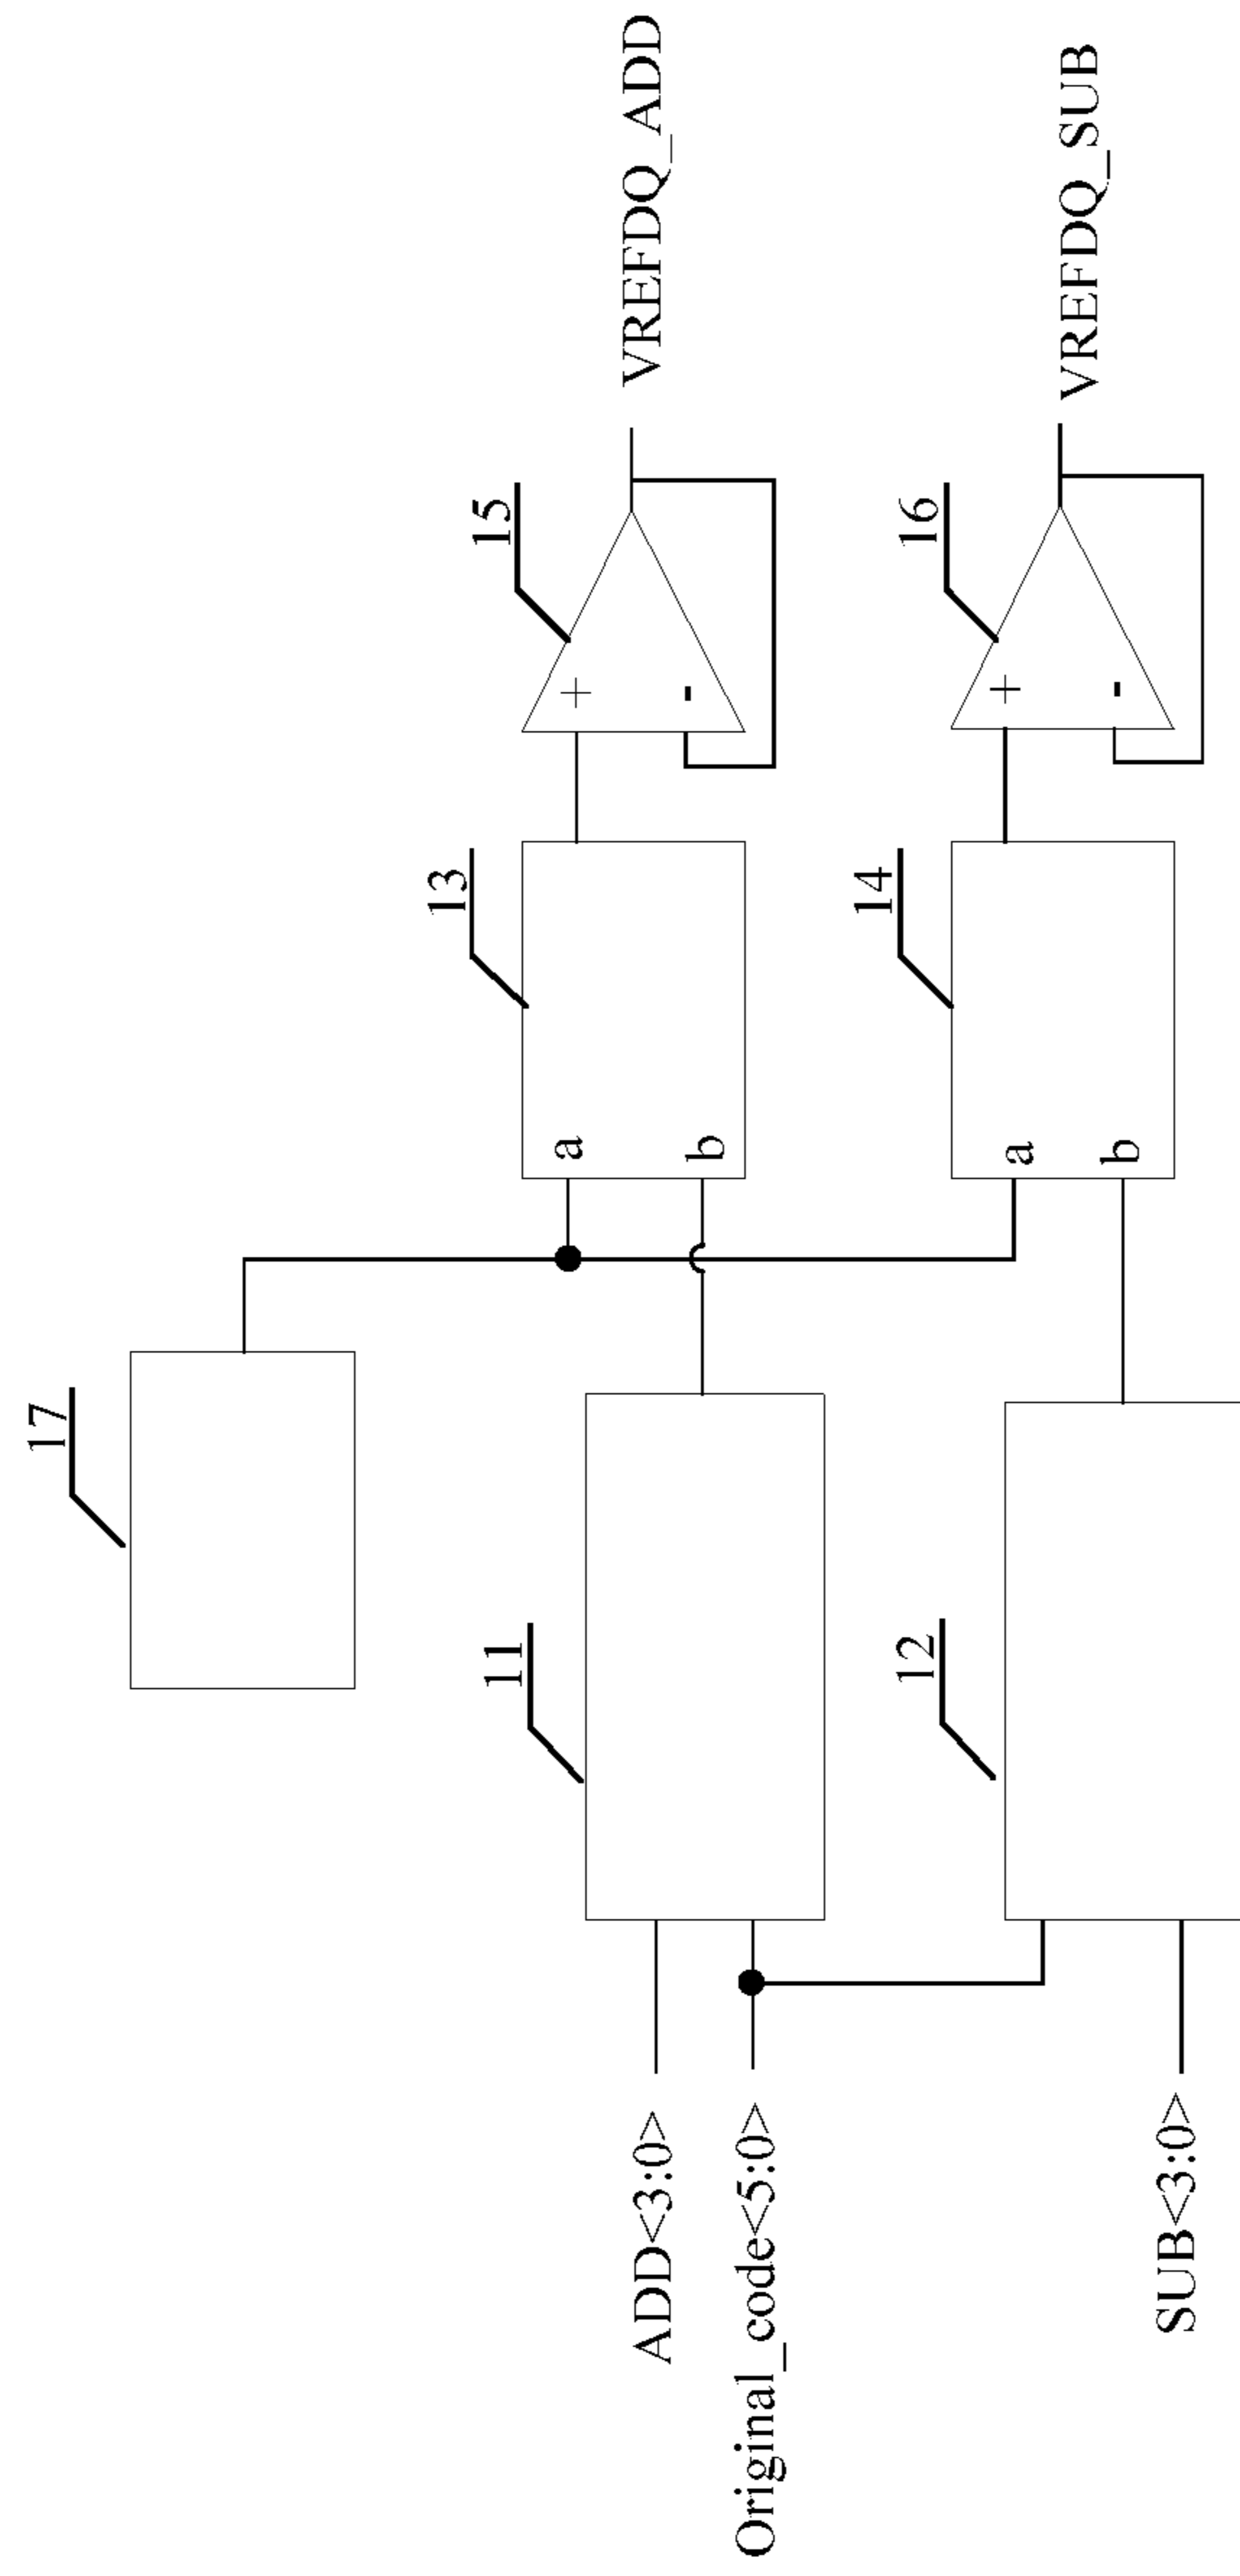 17
ADD<3:0>
11
a
13
+
-
15
VREFDQ_ADD
Original_code<5:0>
b
12
a
14
+
-
16
VREFDQ_SUB
SUB<3:0>
b